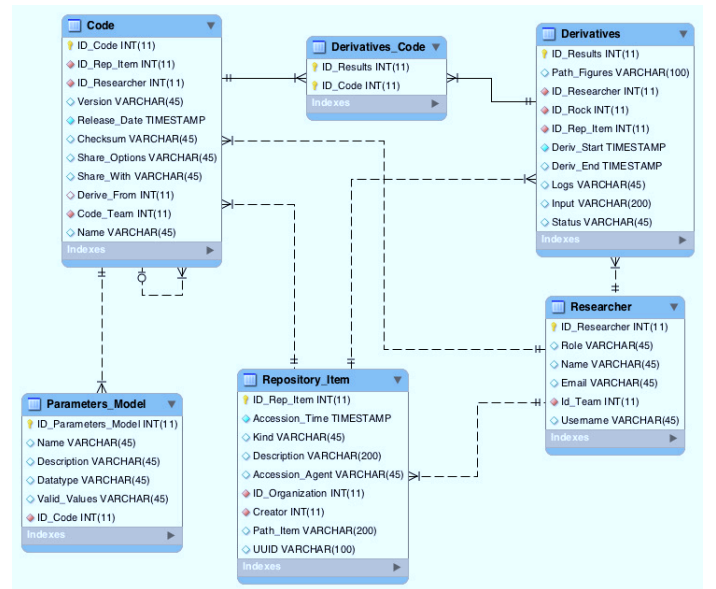 Code
ID_Code INT(11)
ID_Rep_Item INT(11)
ID_Researcher INT(11)
Version VARCHAR(45)
Release_Date TIMESTAMP
Checksum VARCHAR(45)
Share_Options VARCHAR(45)
Share_With VARCHAR(45)
Derive_From INT(11)
Code_Team INT(11)
Name VARCHAR(45)
Indexes
Derivatives_Code
ID_Results INT(11)
ID_Code INT(11)
Indexes
Derivatives
ID_Results INT(11)
Path_Figures VARCHAR(100)
ID_Researcher INT(11)
ID_Rock INT(11)
ID_Rep_Item INT(11)
Deriv_Start TIMESTAMP
Deriv_End TIMESTAMP
Logs VARCHAR(45)
Input VARCHAR(200)
Status VARCHAR(45)
Indexes
Researcher
ID_Researcher INT(11)
Role VARCHAR(45)
Name VARCHAR(45)
Email VARCHAR(45)
Id_Team INT(11)
Username VARCHAR(45)
Indexes
Parameters_Model
ID_Parameters_Model INT(11)
Name VARCHAR(45)
Description VARCHAR(45)
Datatype VARCHAR(45)
Valid_Values VARCHAR(45)
ID_Code INT(11)
Indexes
Repository_Item
ID_Rep_Item INT(11)
Accession_Time TIMESTAMP
Kind VARCHAR(45)
Description VARCHAR(200)
Accession_Agent VARCHAR(45)
ID_Organization INT(11)
Creator INT(11)
Path_Item VARCHAR(200)
UUID VARCHAR(100)
Indexes